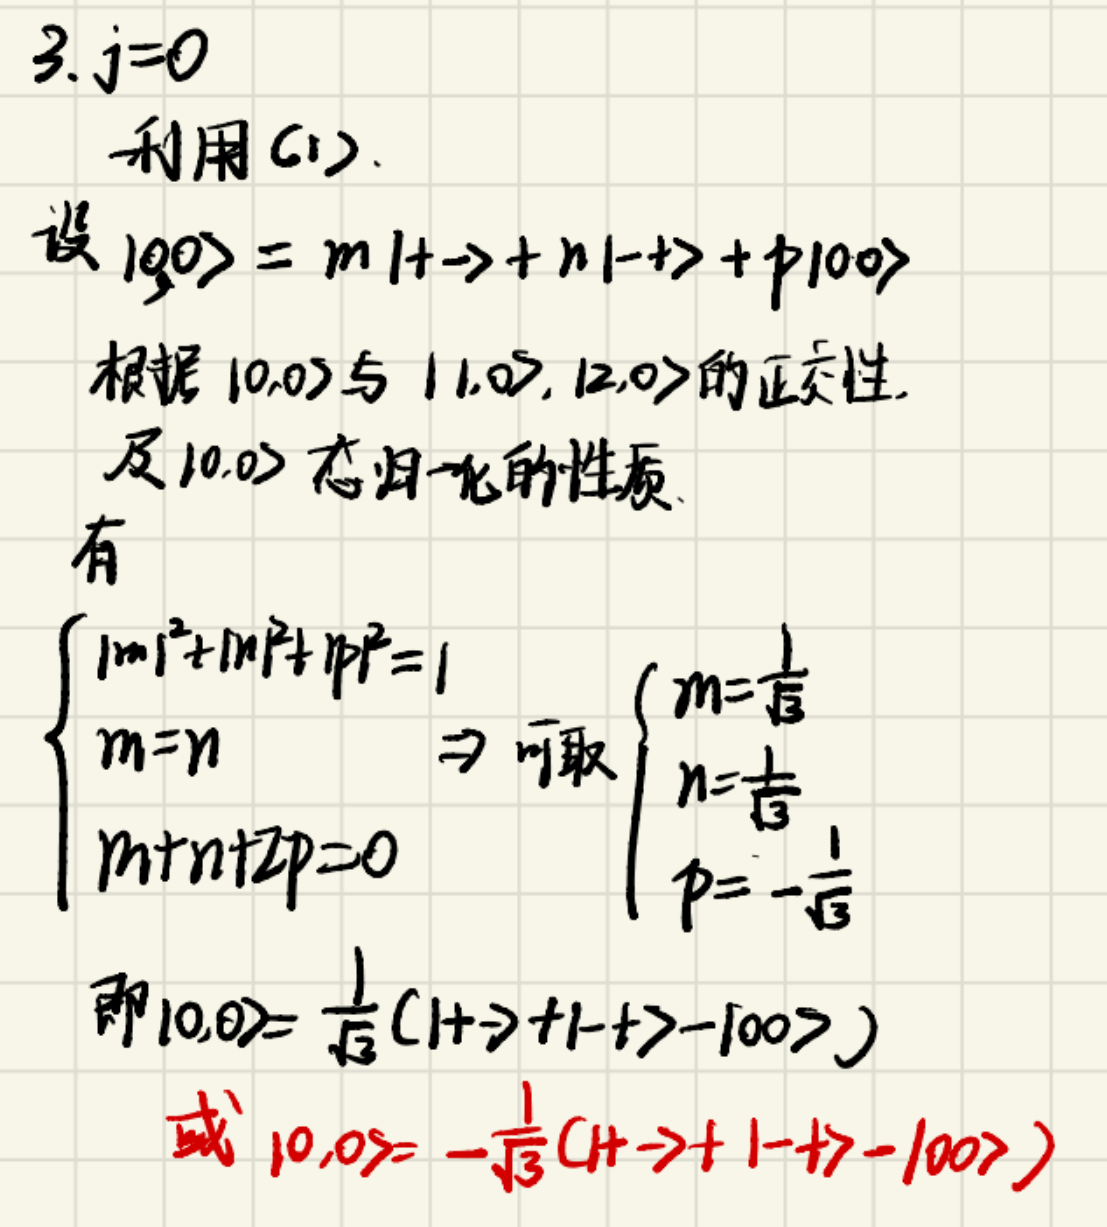 3. j=0
利用(1).
设 |0,0> = m|+-> + n|-+> + p|00>
根据 |0,0>与 |1,0>, |2,0>的正交性.
及|0,0> 态归一化的性质.
有
|m|²+|n|²+|p|²=1
m=n
m+n+2p=0
⇒ 可取
m=1/√3
n=1/√3
p=-1/√3
即|0,0>= 1/√3 (|+->+|-+>-|00>)
或 |0,0>= -1/√3 (|+->+|-+>-|00>)